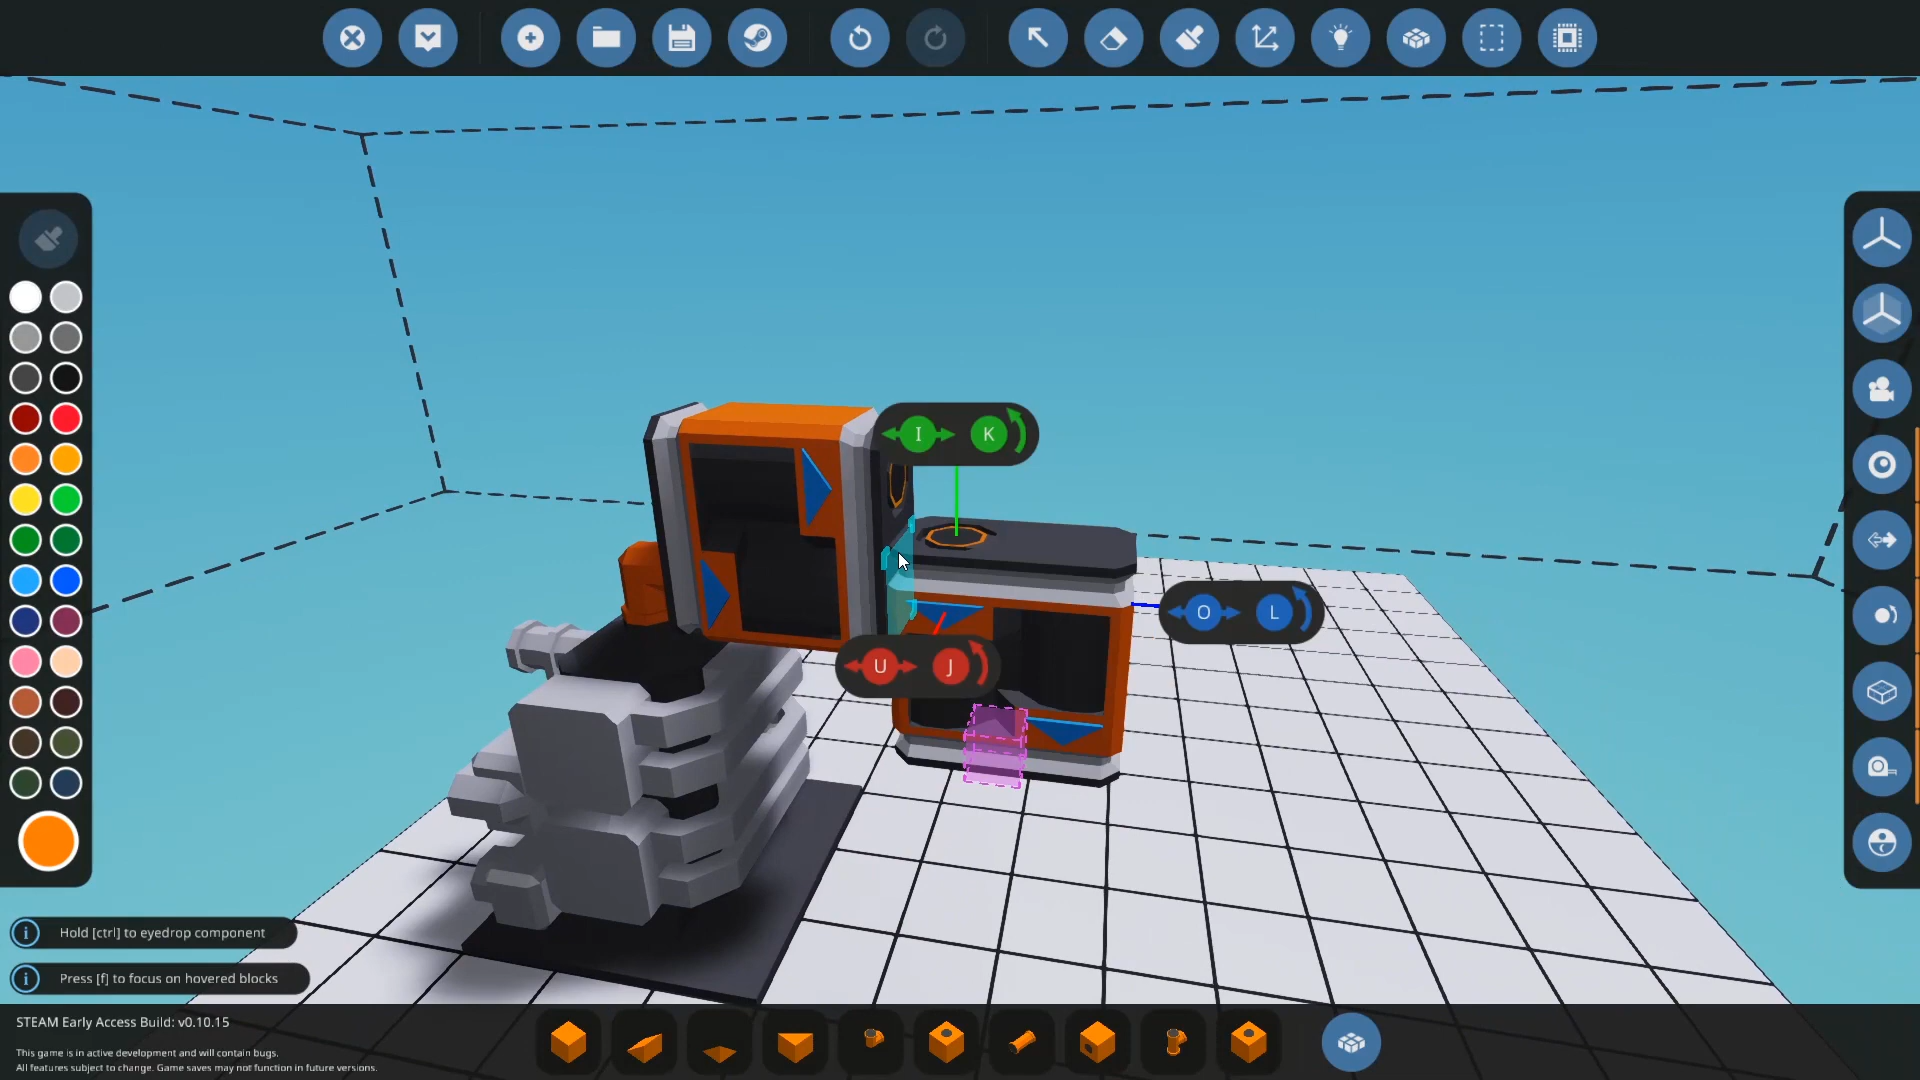 I K
O L
U J
Hold [ctrl] to eyedrop component
Press [f] to focus on hovered blocks
STEAM Early Access Build: v0.10.15
This game is in active development and will contain bugs.
All features subject to change. Game saves may not function in future versions.